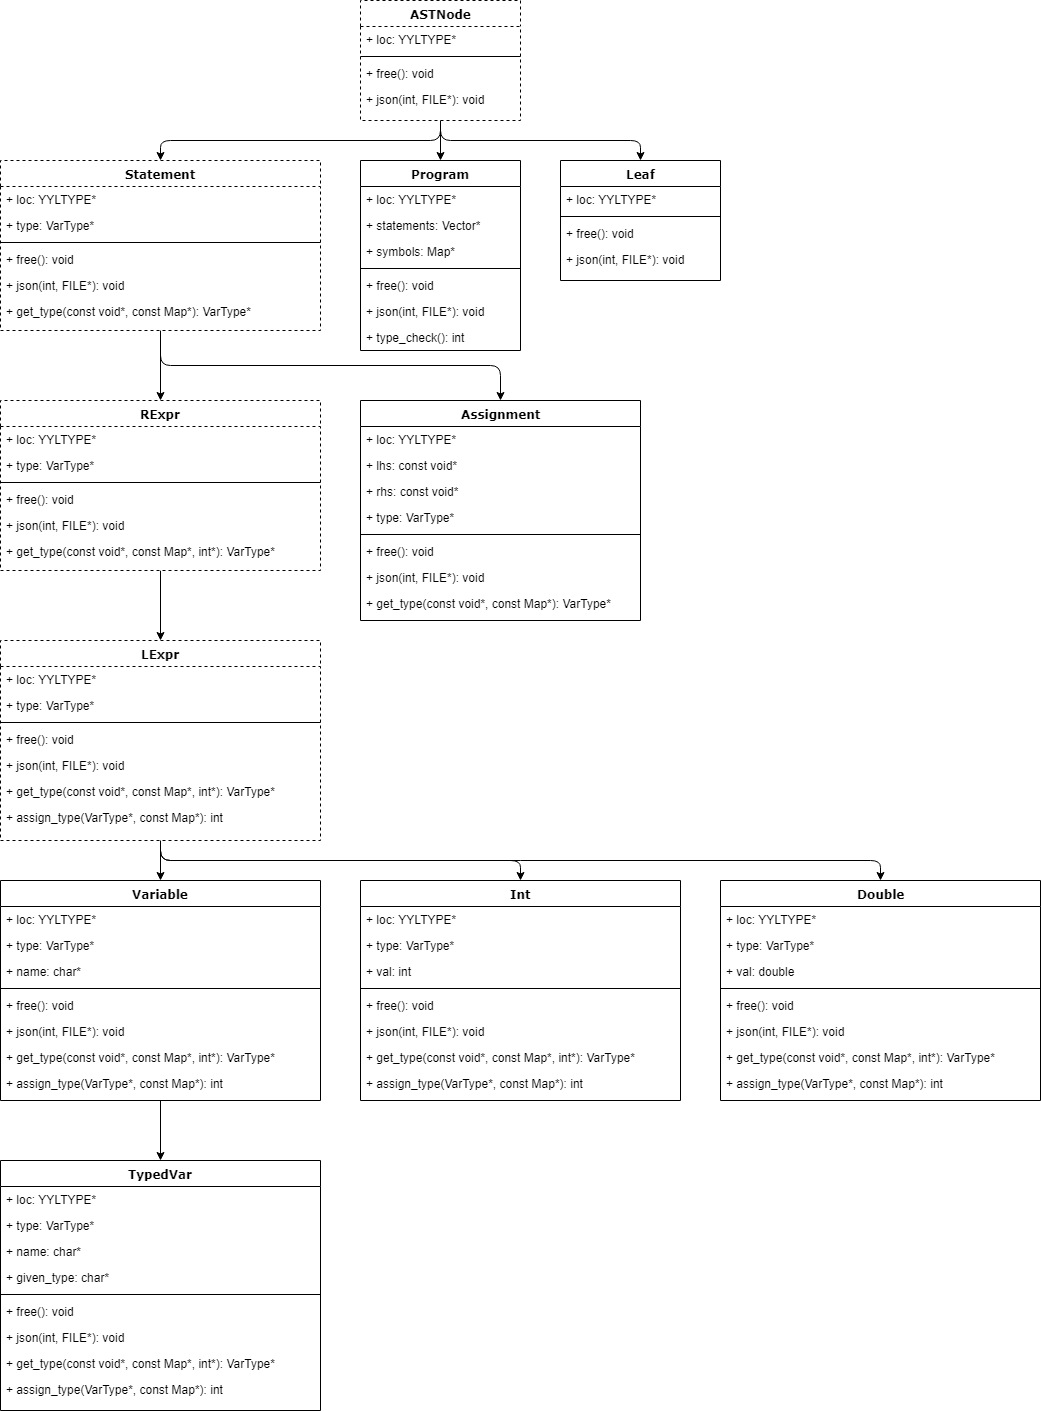 ASTNode
+ loc: YYLTYPE*
+ free(): void
+ json(int, FILE*): void
Statement
+ loc: YYLTYPE*
+ type: VarType*
+ free(): void
+ json(int, FILE*): void
+ get_type(const void*, const Map*): VarType*
Program
+ loc: YYLTYPE*
+ statements: Vector*
+ symbols: Map*
+ free(): void
+ json(int, FILE*): void
+ type_check(): int
Leaf
+ loc: YYLTYPE*
+ free(): void
+ json(int, FILE*): void
RExpr
+ loc: YYLTYPE*
+ type: VarType*
+ free(): void
+ json(int, FILE*): void
+ get_type(const void*, const Map*, int*): VarType*
Assignment
+ loc: YYLTYPE*
+ lhs: const void*
+ rhs: const void*
+ type: VarType*
+ free(): void
+ json(int, FILE*): void
+ get_type(const void*, const Map*): VarType*
LExpr
+ loc: YYLTYPE*
+ type: VarType*
+ free(): void
+ json(int, FILE*): void
+ get_type(const void*, const Map*, int*): VarType*
+ assign_type(VarType*, const Map*): int
Variable
+ loc: YYLTYPE*
+ type: VarType*
+ name: char*
+ free(): void
+ json(int, FILE*): void
+ get_type(const void*, const Map*, int*): VarType*
+ assign_type(VarType*, const Map*): int
Int
+ loc: YYLTYPE*
+ type: VarType*
+ val: int
+ free(): void
+ json(int, FILE*): void
+ get_type(const void*, const Map*, int*): VarType*
+ assign_type(VarType*, const Map*): int
Double
+ loc: YYLTYPE*
+ type: VarType*
+ val: double
+ free(): void
+ json(int, FILE*): void
+ get_type(const void*, const Map*, int*): VarType*
+ assign_type(VarType*, const Map*): int
TypedVar
+ loc: YYLTYPE*
+ type: VarType*
+ name: char*
+ given_type: char*
+ free(): void
+ json(int, FILE*): void
+ get_type(const void*, const Map*, int*): VarType*
+ assign_type(VarType*, const Map*): int